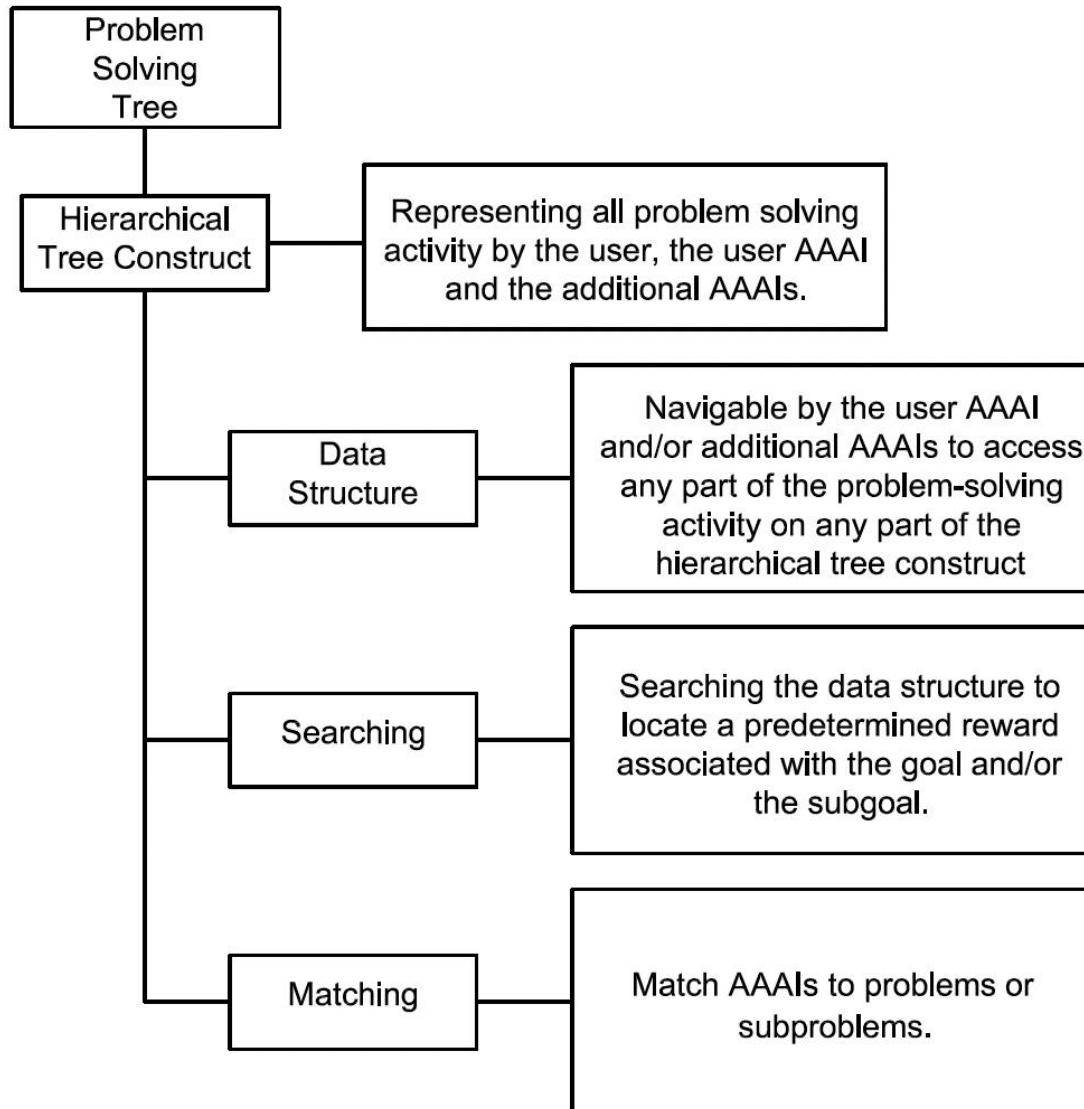 Problem
Solving
Tree
Hierarchical
Tree Construct
Representing all problem solving
activity by the user, the user AAAI
and the additional AAAIs.
Data
Structure
Navigable by the user AAAI
and/or additional AAAIs to access
any part of the problem-solving
activity on any part of the
hierarchical tree construct
Searching
Searching the data structure to
locate a predetermined reward
associated with the goal and/or
the subgoal.
Matching
Match AAAIs to problems or
subproblems.